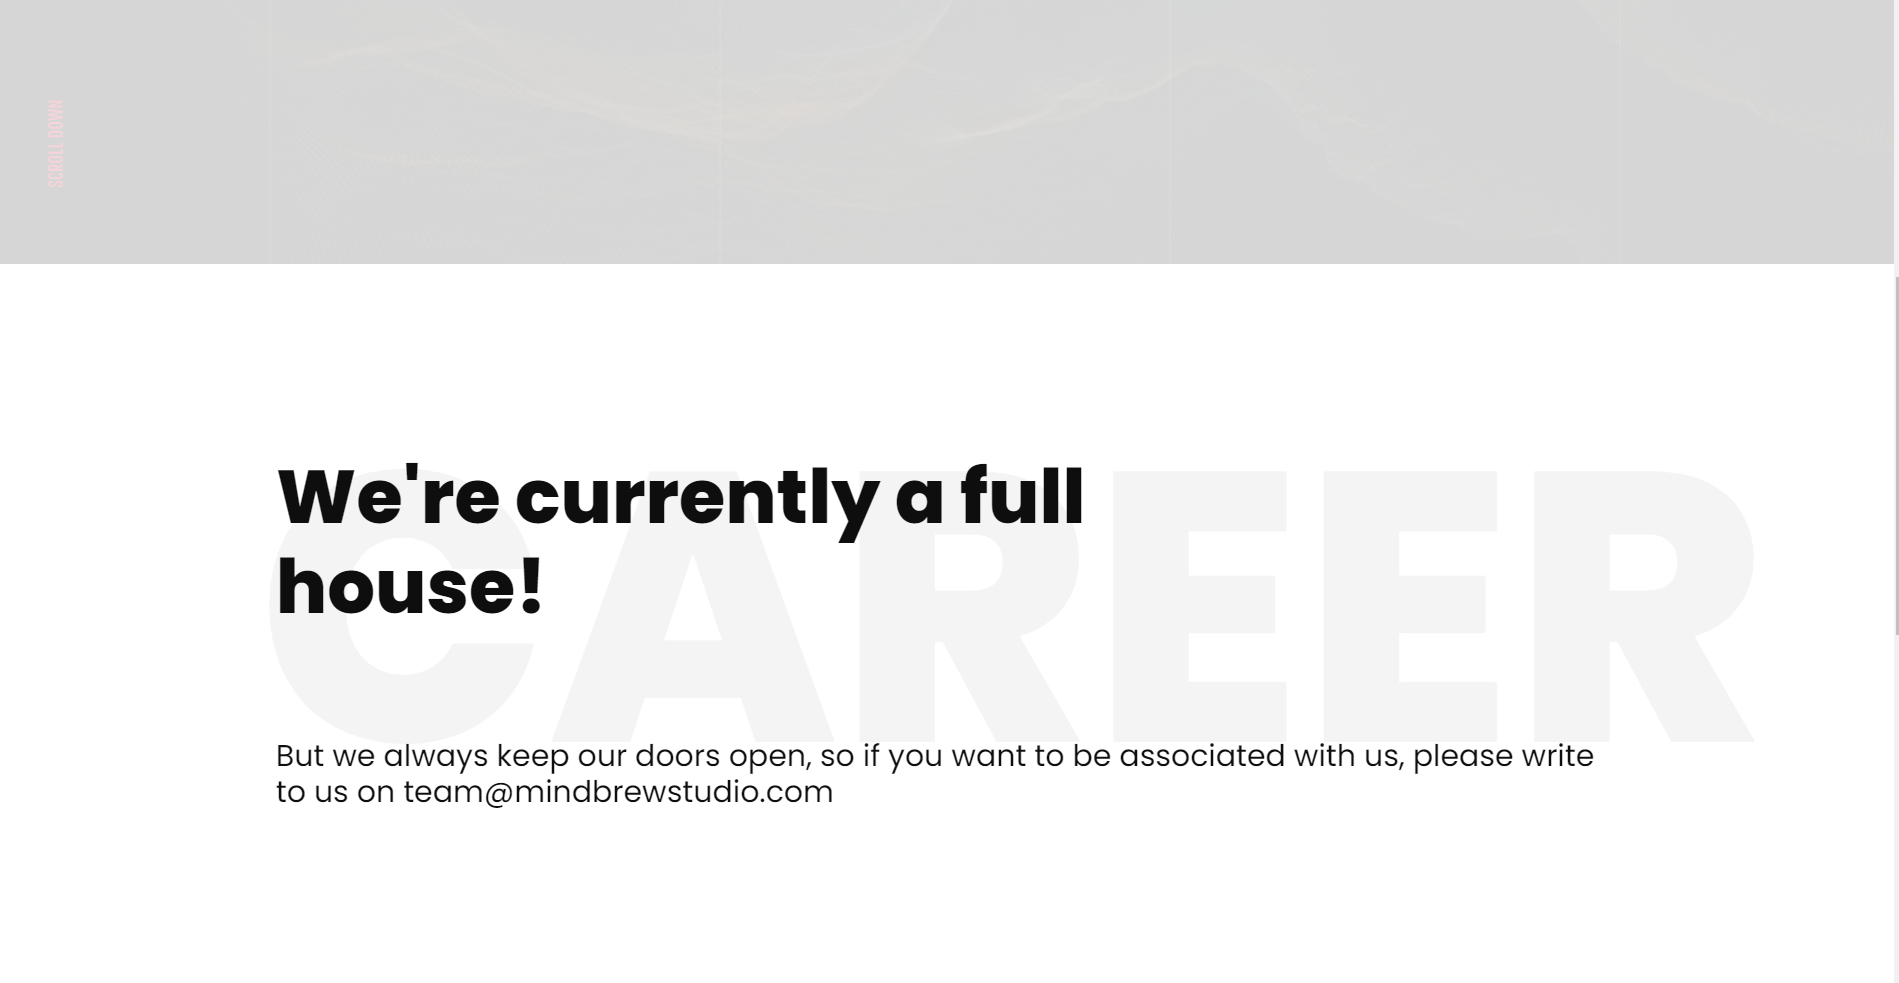 SCROLL DOWN
CAREER
We're currently a full
house!
But we always keep our doors open, so if you want to be associated with us, please write
to us on team@mindbrewstudio.com